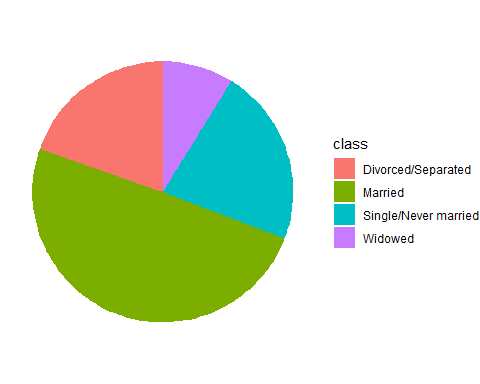 class
Divorced/Separated
Married
Single/Never married
Widowed